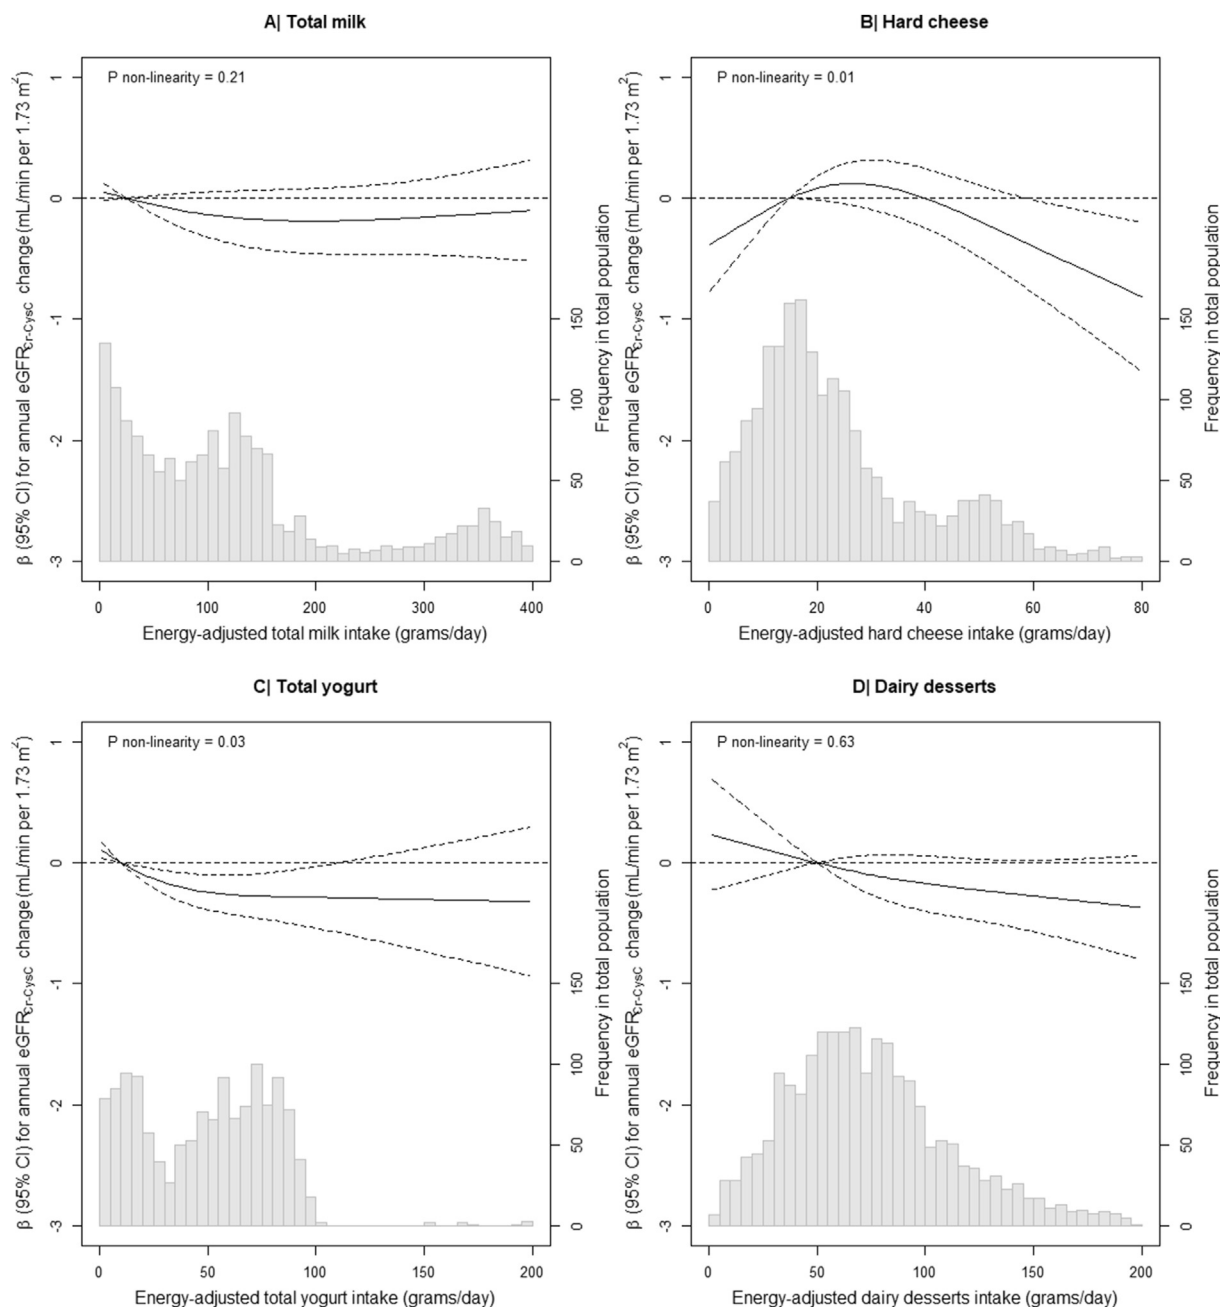 A| Total milk
P non-linearity = 0.21
β (95% CI) for annual eGFRCr-CysC change (mL/min per 1.73 m²)
1
0
-1
-2
-3
Frequency in total population
150
100
50
0
0 100 200 300 400
Energy-adjusted total milk intake (grams/day)
B| Hard cheese
P non-linearity = 0.01
β (95% CI) for annual eGFRCr-CysC change (mL/min per 1.73 m²)
1
0
-1
-2
-3
Frequency in total population
150
100
50
0
0 20 40 60 80
Energy-adjusted hard cheese intake (grams/day)
C| Total yogurt
P non-linearity = 0.03
β (95% CI) for annual eGFRCr-CysC change (mL/min per 1.73 m²)
1
0
-1
-2
-3
Frequency in total population
150
100
50
0
0 50 100 150 200
Energy-adjusted total yogurt intake (grams/day)
D| Dairy desserts
P non-linearity = 0.63
β (95% CI) for annual eGFRCr-CysC change (mL/min per 1.73 m²)
1
0
-1
-2
-3
Frequency in total population
150
100
50
0
0 50 100 150 200
Energy-adjusted dairy desserts intake (grams/day)